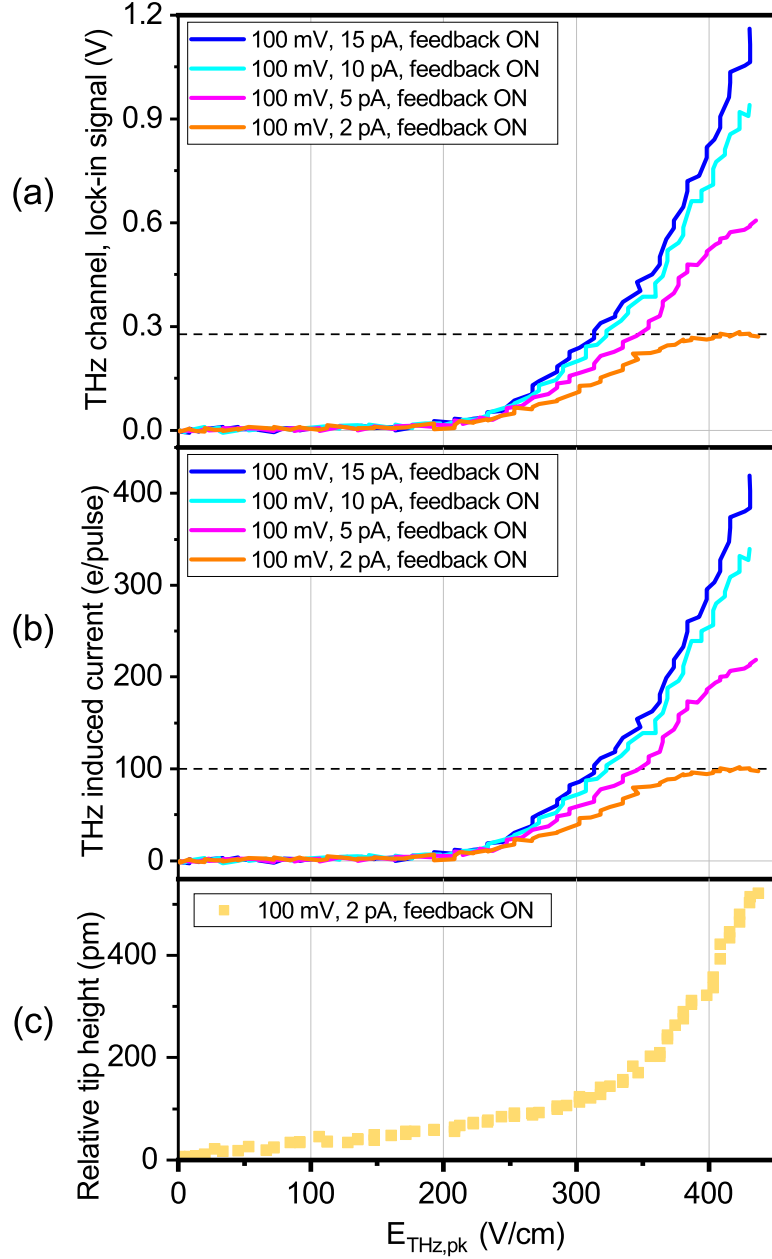 (a)
THz channel, lock-in signal (V)
1.2
0.9
0.6
0.3
0.0
100 mV, 15 pA, feedback ON
100 mV, 10 pA, feedback ON
100 mV, 5 pA, feedback ON
100 mV, 2 pA, feedback ON
(b)
THz induced current (e/pulse)
400
300
200
100
0
100 mV, 15 pA, feedback ON
100 mV, 10 pA, feedback ON
100 mV, 5 pA, feedback ON
100 mV, 2 pA, feedback ON
(c)
Relative tip height (pm)
400
200
0
100 mV, 2 pA, feedback ON
0 100 200 300 400
E_THz,pk (V/cm)